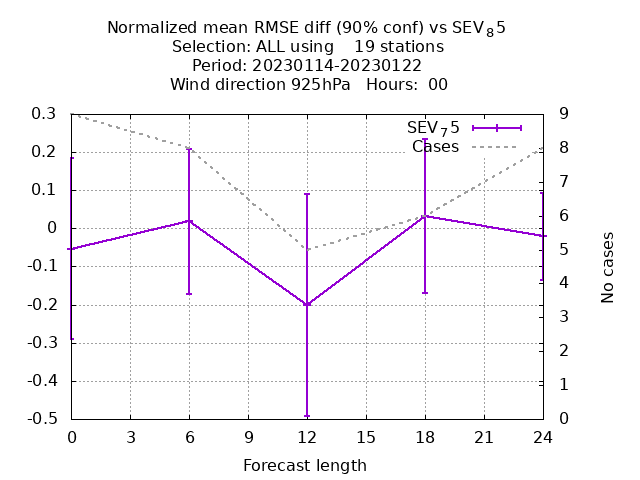 Normalized mean RMSE diff (90% conf) vs SEV₈5
Selection: ALL using    19 stations
Period: 20230114-20230122
Wind direction 925hPa   Hours:  00
SEV₇5
Cases
0.3
0.2
0.1
0
-0.1
-0.2
-0.3
-0.4
-0.5
9
8
7
6
5
4
3
2
1
0
No cases
0 3 6 9 12 15 18 21 24
Forecast length